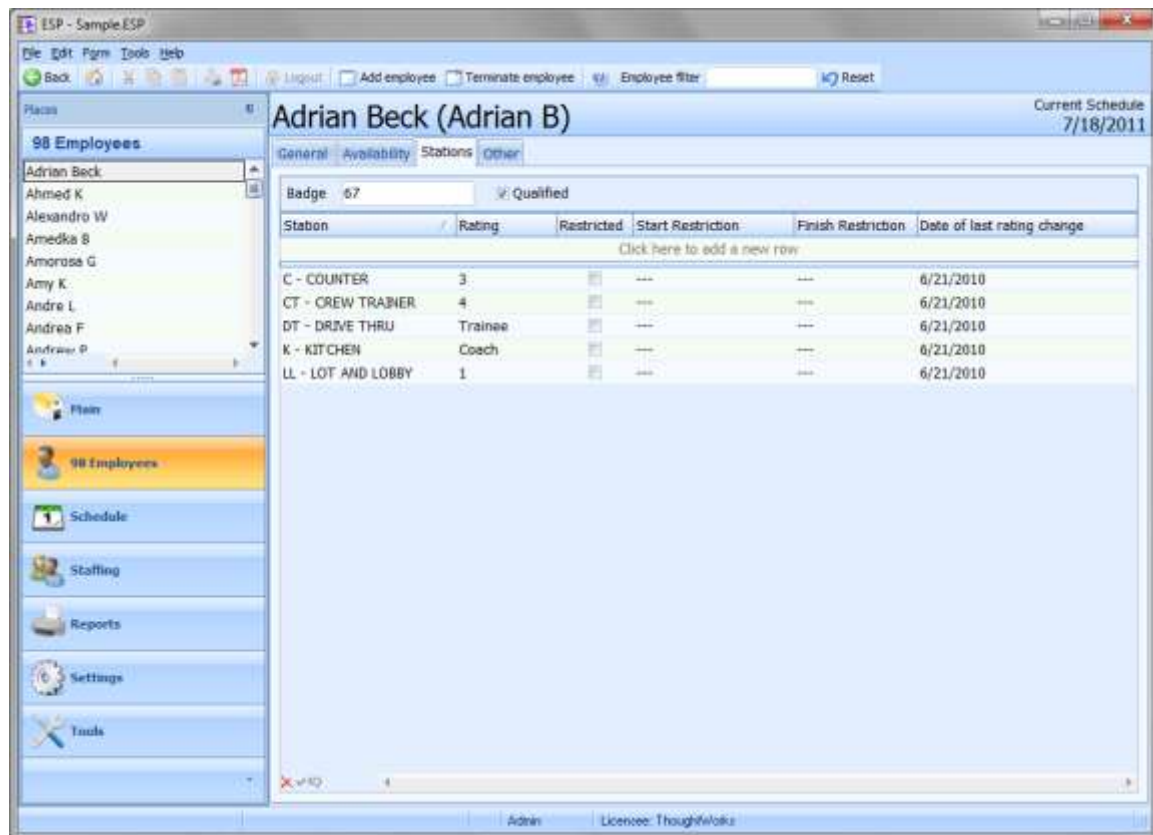 ESP - Sample.ESP
File Edit Form Tools Help
Back Logout Add employee Terminate employee Employee filter Reset
Places
98 Employees
Adrian Beck
Ahmed K
Alexandro W
Amedka B
Amorosa G
Amy K
Andre L
Andrea F
Andrew P
Main
98 Employees
Schedule
Staffing
Reports
Settings
Tools
Adrian Beck (Adrian B)
Current Schedule
7/18/2011
General Availability Stations Other
Badge 67 Qualified
Station Rating Restricted Start Restriction Finish Restriction Date of last rating change
Click here to add a new row
C - COUNTER 3 --- --- 6/21/2010
CT - CREW TRAINER 4 --- --- 6/21/2010
DT - DRIVE THRU Trainee --- --- 6/21/2010
K - KITCHEN Coach --- --- 6/21/2010
LL - LOT AND LOBBY 1 --- --- 6/21/2010
Admin Licensee: ThoughtWorks